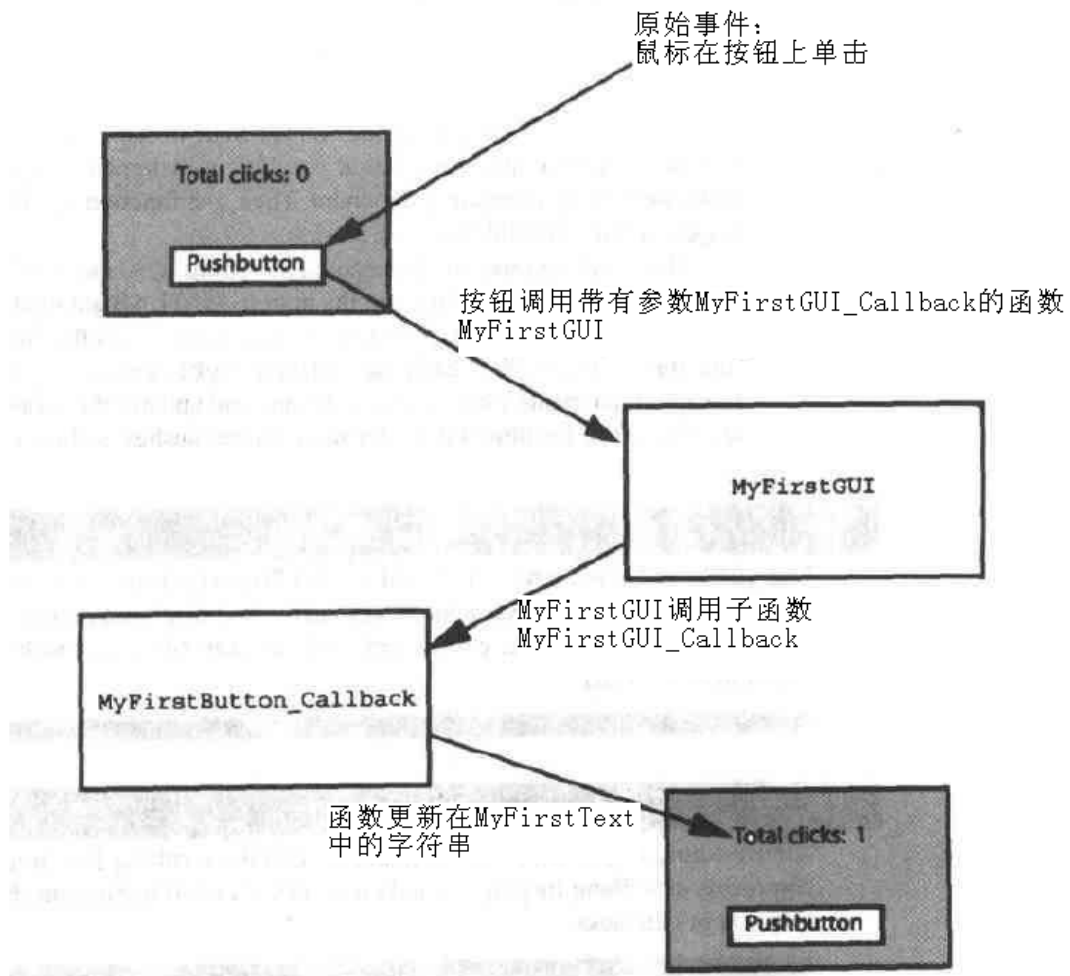 原始事件:
鼠标在按钮上单击
Total clicks: 0
Pushbutton
按钮调用带有参数MyFirstGUI_Callback的函数
MyFirstGUI
MyFirstGUI
MyFirstGUI调用子函数
MyFirstGUI_Callback
MyFirstButton_Callback
函数更新在MyFirstText
中的字符串
Total clicks: 1
Pushbutton